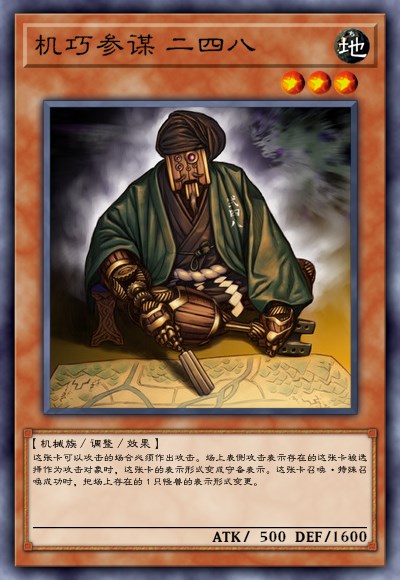 机巧参谋 二四八
地
【机械族／调整／效果】
这张卡可以攻击的场合必须作出攻击。场上表侧攻击表示存在的这张卡被选
择作为攻击对象时，这张卡的表示形式变成守备表示。这张卡召唤·特殊召
唤成功时，把场上存在的１只怪兽的表示形式变更。
ATK/ 500 DEF/1600